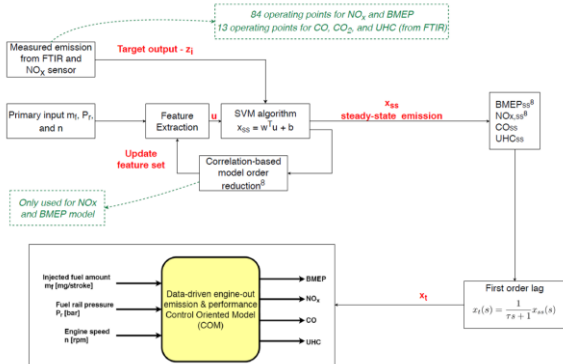 84 operating points for NOx and BMEP
13 operating points for CO, CO2, and UHC (from FTIR)
Measured emission
from FTIR and
NOX sensor
Target output - zi
Primary input mf, Pr,
and n
Feature
Extraction
u
SVM algorithm
xss = wTu + b
xss
steady-state emission
BMEPss8
NOx,ss8
COss
UHCss
Update
feature set
Correlation-based
model order
reduction8
Only used for NOx
and BMEP model
Injected fuel amount
mf [mg/stroke]
Fuel rail pressure
Pr [bar]
Engine speed
n [rpm]
Data-driven engine-out
emission & performance
Control Oriented Model
(COM)
BMEP
NOx
CO
UHC
xt
First order lag
xt(s) = 1/(τs+1) xss(s)